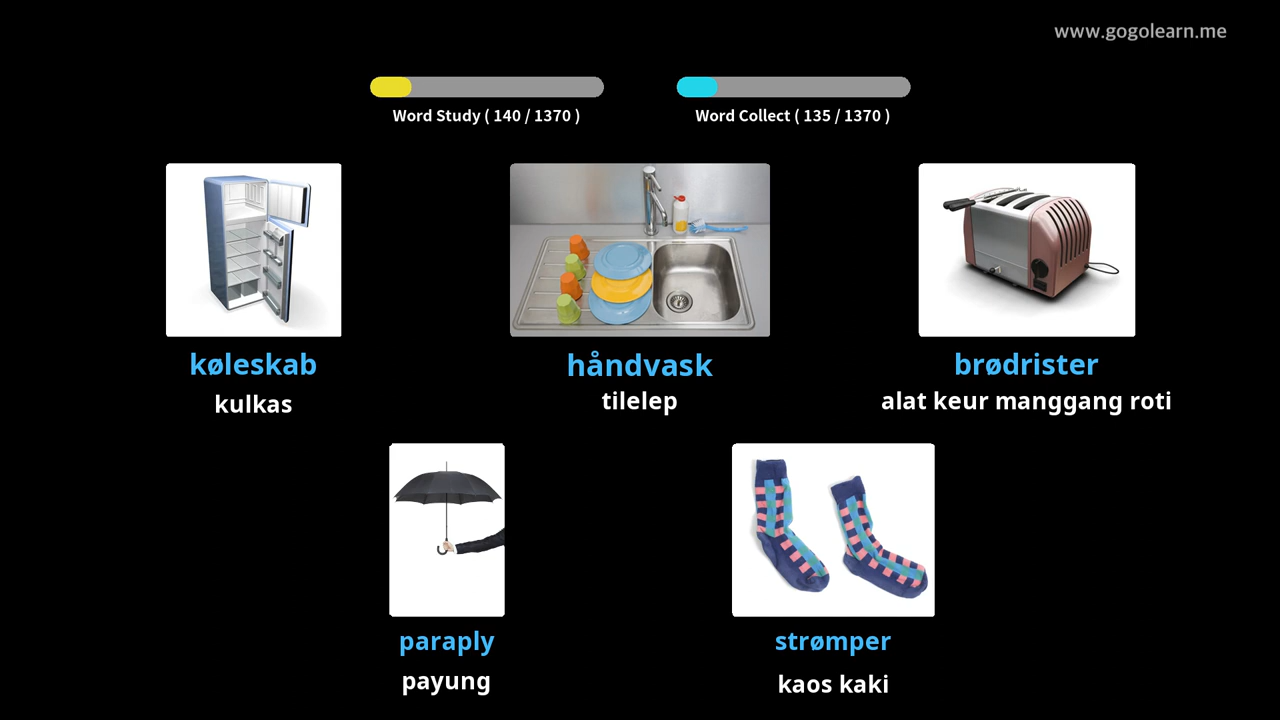 www.gogolearn.me
Word Study ( 140 / 1370 )
Word Collect ( 135 / 1370 )
køleskab
håndvask
brødrister
kulkas
tilelep
alat keur manggang roti
paraply
strømper
payung
kaos kaki